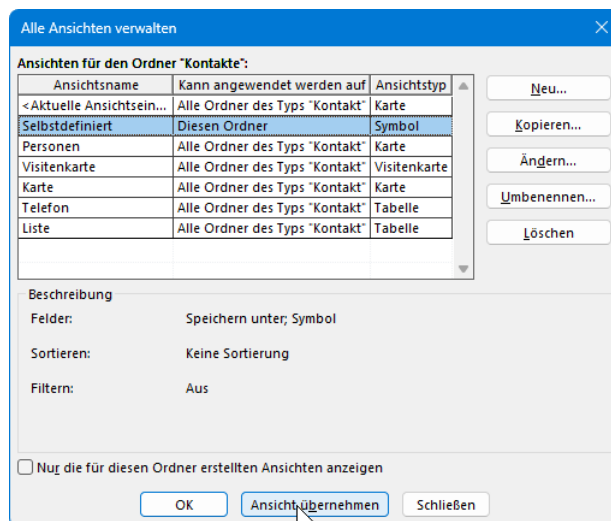 Alle Ansichten verwalten
Ansichten für den Ordner "Kontakte":
Ansichtsname Kann angewendet werden auf Ansichtstyp
<Aktuelle Ansichtsein... Alle Ordner des Typs "Kontakt" Karte
Selbstdefiniert Diesen Ordner Symbol
Personen Alle Ordner des Typs "Kontakt" Karte
Visitenkarte Alle Ordner des Typs "Kontakt" Visitenkarte
Karte Alle Ordner des Typs "Kontakt" Karte
Telefon Alle Ordner des Typs "Kontakt" Tabelle
Liste Alle Ordner des Typs "Kontakt" Tabelle
Neu...
Kopieren...
Ändern...
Umbenennen...
Löschen
Beschreibung
Felder: Speichern unter; Symbol
Sortieren: Keine Sortierung
Filtern: Aus
Nur die für diesen Ordner erstellten Ansichten anzeigen
OK Ansicht übernehmen Schließen